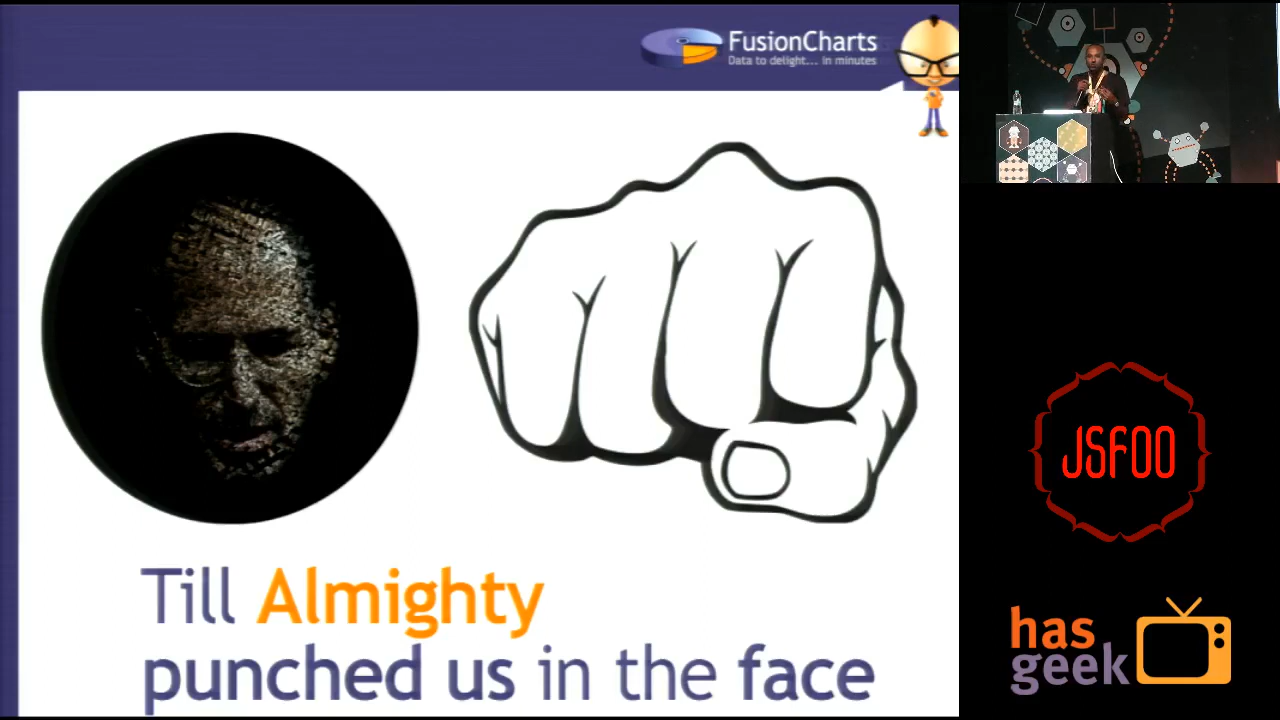 FusionCharts
Data to delight... in minutes
Till Almighty
punched us in the face
JSFOO
has
geek